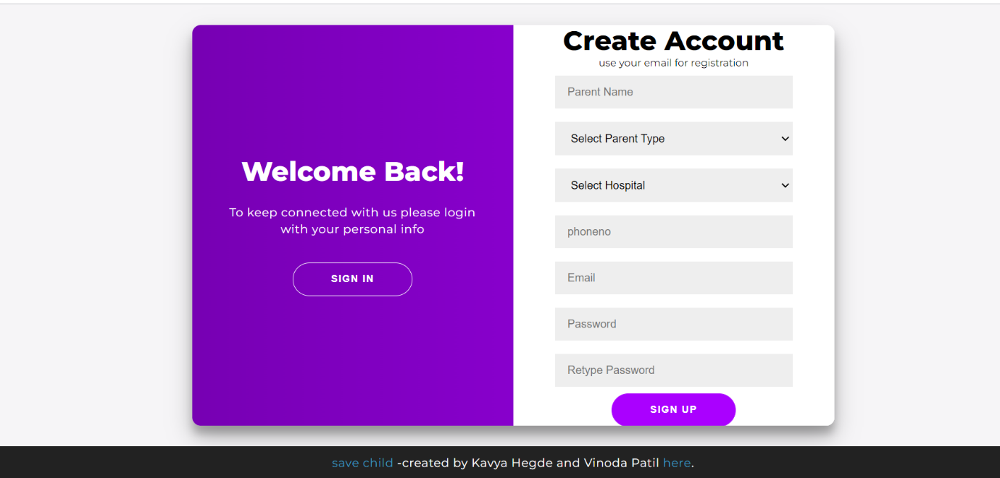 Welcome Back!
To keep connected with us please login
with your personal info
SIGN IN
Create Account
use your email for registration
Parent Name
Select Parent Type
Select Hospital
phoneno
Email
Password
Retype Password
SIGN UP
save child -created by Kavya Hegde and Vinoda Patil here.